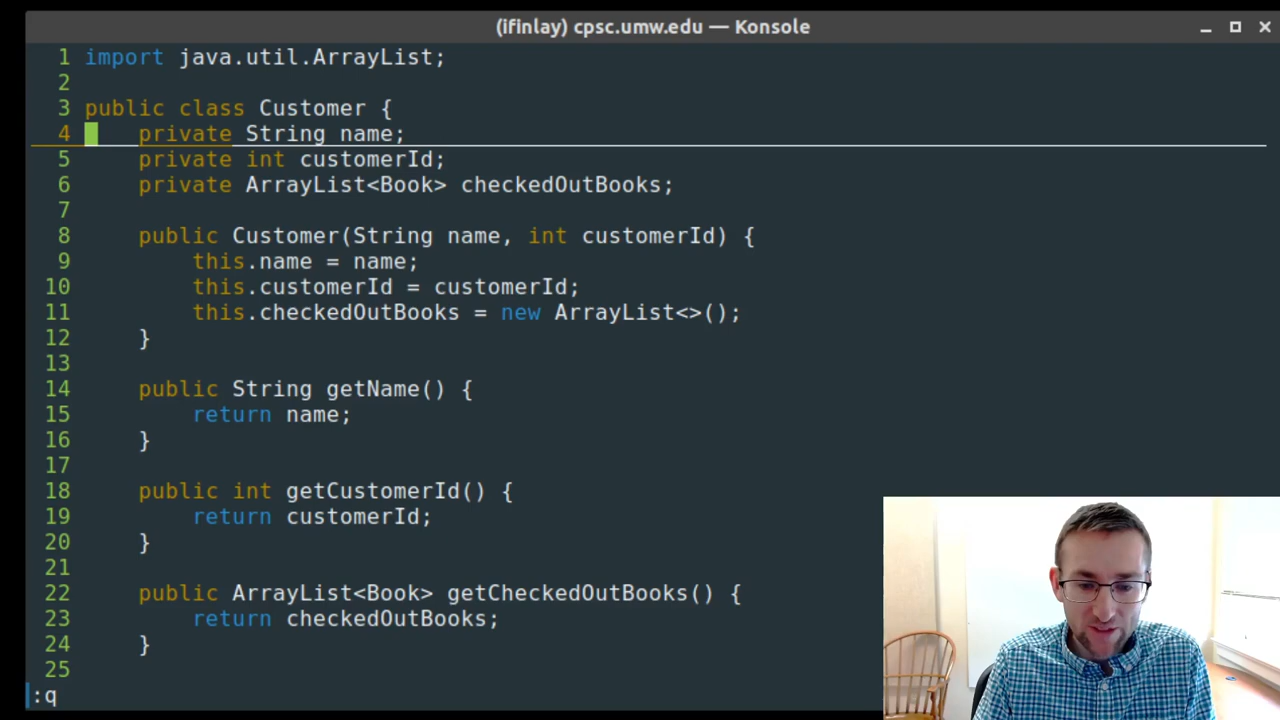 (ifinlay) cpsc.umw.edu — Konsole
1 import java.util.ArrayList;
2
3 public class Customer {
4     private String name;
5     private int customerId;
6     private ArrayList<Book> checkedOutBooks;
7
8     public Customer(String name, int customerId) {
9         this.name = name;
10         this.customerId = customerId;
11         this.checkedOutBooks = new ArrayList<>();
12     }
13
14     public String getName() {
15         return name;
16     }
17
18     public int getCustomerId() {
19         return customerId;
20     }
21
22     public ArrayList<Book> getCheckedOutBooks() {
23         return checkedOutBooks;
24     }
25
:q